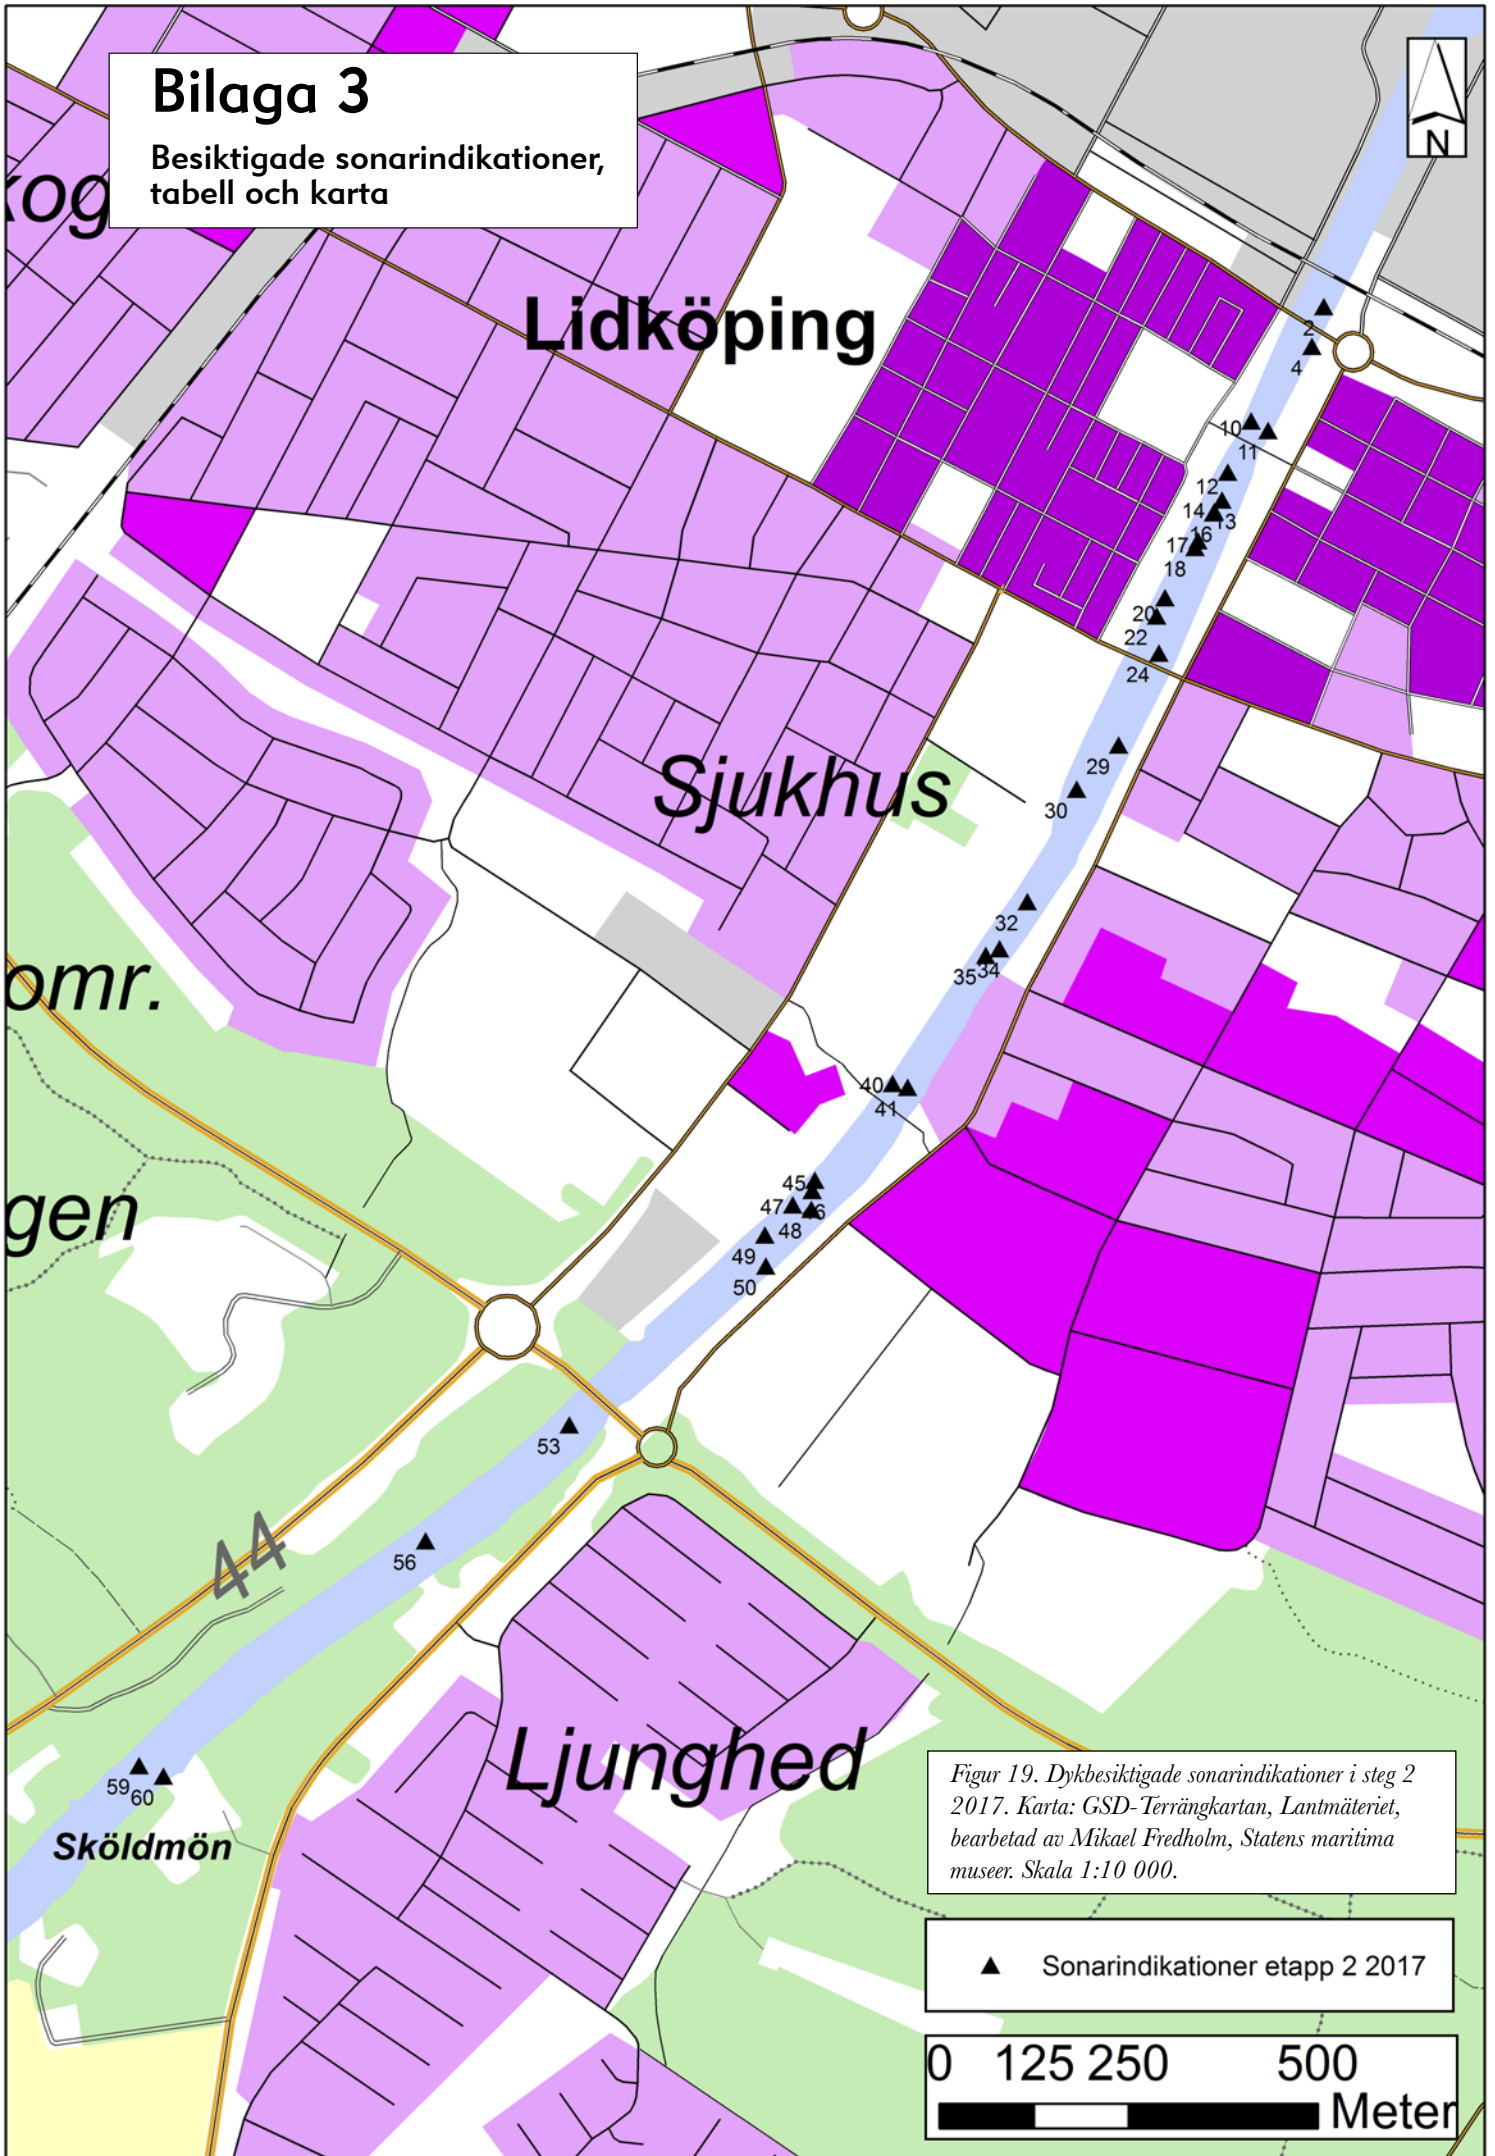 Bilaga 3
Besiktigade sonarindikationer,
tabell och karta
N
kog
Lidköping
2
4
10
11
12
14
13
16
17
18
20
22
24
Sjukhus
29
30
32
35
34
omr.
40
41
gen
45
47
46
48
49
50
53
44
56
Ljunghed
59
60
Sköldmön
Figur 19. Dykbesiktigade sonarindikationer i steg 2
2017. Karta: GSD-Terrängkartan, Lantmäteriet,
bearbetad av Mikael Fredholm, Statens maritima
museer. Skala 1:10 000.
Sonarindikationer etapp 2 2017
0 125 250 500
Meter